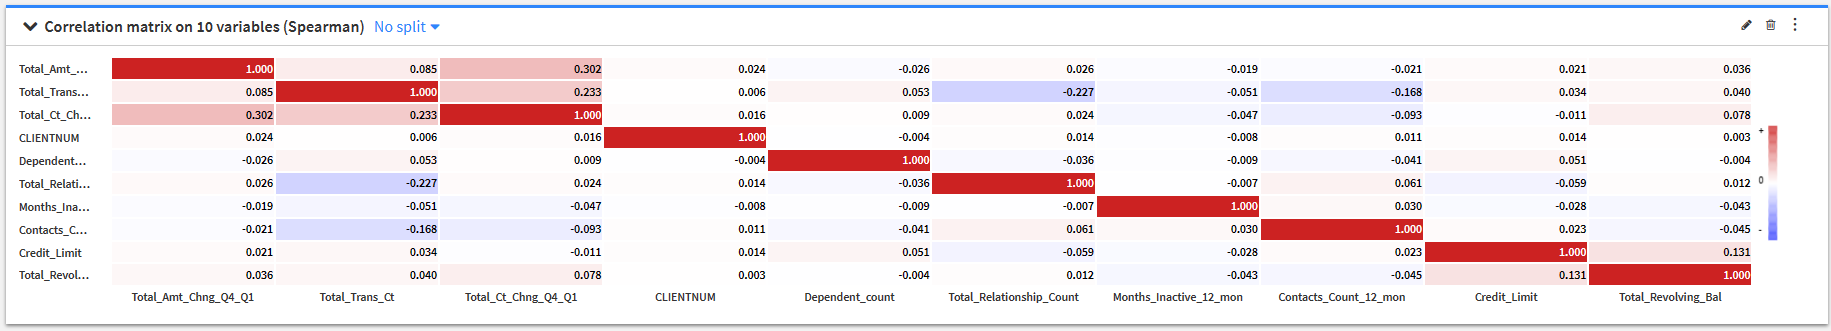 Correlation matrix on 10 variables (Spearman) No split
Total_Amt_... 1.000 0.085 0.302 0.024 -0.026 0.026 -0.019 -0.021 0.021 0.036
Total_Trans... 0.085 1.000 0.233 0.006 0.053 -0.227 -0.051 -0.168 0.034 0.040
Total_Ct_Ch... 0.302 0.233 1.000 0.016 0.009 0.024 -0.047 -0.093 -0.011 0.078
CLIENTNUM 0.024 0.006 0.016 1.000 -0.004 0.014 -0.008 0.011 0.014 0.003
Dependent... -0.026 0.053 0.009 -0.004 1.000 -0.036 -0.009 -0.041 0.051 -0.004
Total_Relati... 0.026 -0.227 0.024 0.014 -0.036 1.000 -0.007 0.061 -0.059 0.012
Months_Ina... -0.019 -0.051 -0.047 -0.008 -0.009 -0.007 1.000 0.030 -0.028 -0.043
Contacts_C... -0.021 -0.168 -0.093 0.011 -0.041 0.061 0.030 1.000 0.023 -0.045
Credit_Limit 0.021 0.034 -0.011 0.014 0.051 -0.059 -0.028 0.023 1.000 0.131
Total_Revol... 0.036 0.040 0.078 0.003 -0.004 0.012 -0.043 -0.045 0.131 1.000
Total_Amt_Chng_Q4_Q1 Total_Trans_Ct Total_Ct_Chng_Q4_Q1 CLIENTNUM Dependent_count Total_Relationship_Count Months_Inactive_12_mon Contacts_Count_12_mon Credit_Limit Total_Revolving_Bal
+
0
-